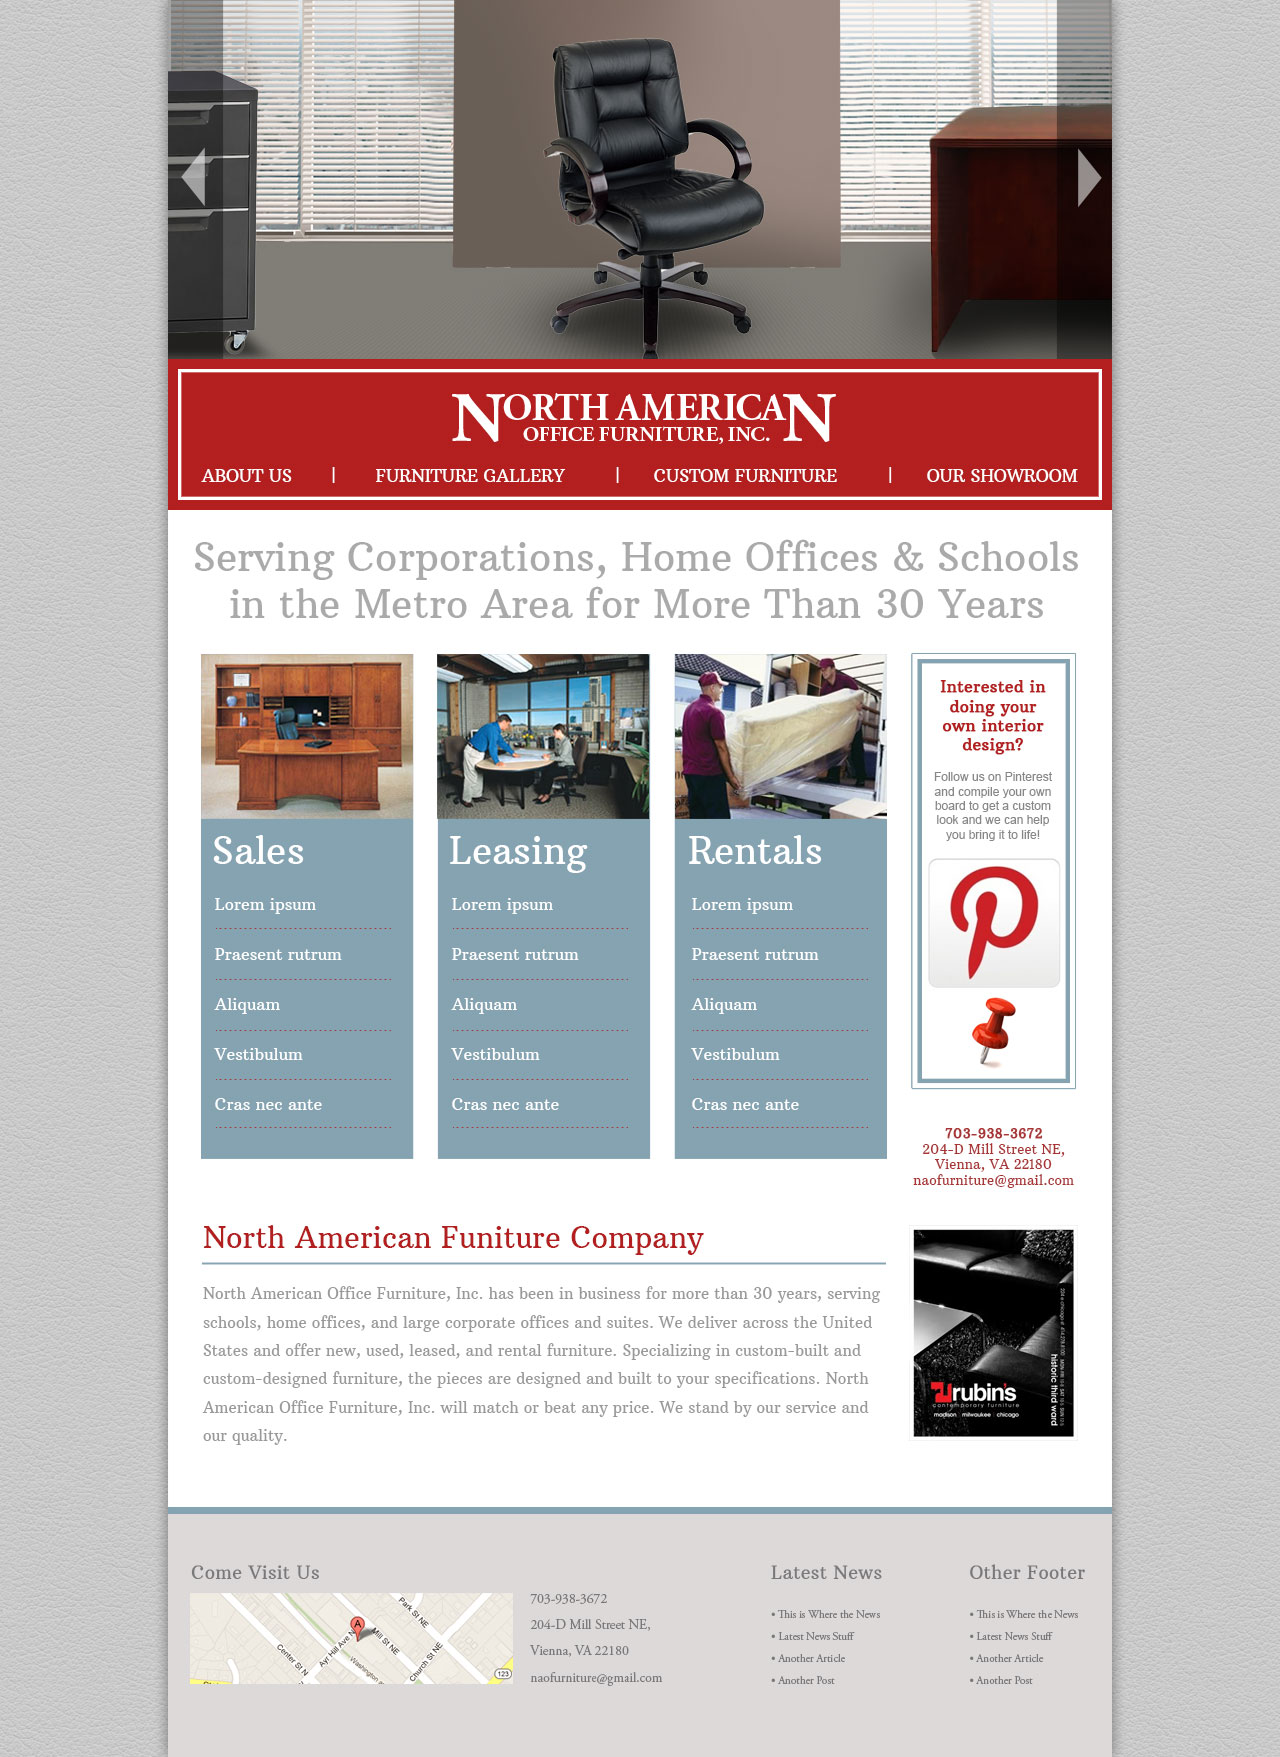 NORTH AMERICAN
OFFICE FURNITURE, INC.
ABOUT US | FURNITURE GALLERY | CUSTOM FURNITURE | OUR SHOWROOM
Serving Corporations, Home Offices & Schools
in the Metro Area for More Than 30 Years
Sales
Lorem ipsum
Praesent rutrum
Aliquam
Vestibulum
Cras nec ante
Leasing
Lorem ipsum
Praesent rutrum
Aliquam
Vestibulum
Cras nec ante
Rentals
Lorem ipsum
Praesent rutrum
Aliquam
Vestibulum
Cras nec ante
Interested in
doing your
own interior
design?
Follow us on Pinterest
and compile your own
board to get a custom
look and we can help
you bring it to life!
703-938-3672
204-D Mill Street NE,
Vienna, VA 22180
naofurniture@gmail.com
North American Funiture Company
North American Office Furniture, Inc. has been in business for more than 30 years, serving
schools, home offices, and large corporate offices and suites. We deliver across the United
States and offer new, used, leased, and rental furniture. Specializing in custom-built and
custom-designed furniture, the pieces are designed and built to your specifications. North
American Office Furniture, Inc. will match or beat any price. We stand by our service and
our quality.
rubin's
contemporary furniture
madison | milwaukee | chicago
historic third ward
Come Visit Us
Park St NE
Mill St NE
Ayr Hill Ave N
Center St N
Church St NE
Washington
A
123
703-938-3672
204-D Mill Street NE,
Vienna, VA 22180
naofurniture@gmail.com
Latest News
• This is Where the News
• Latest News Stuff
• Another Article
• Another Post
Other Footer
• This is Where the News
• Latest News Stuff
• Another Article
• Another Post